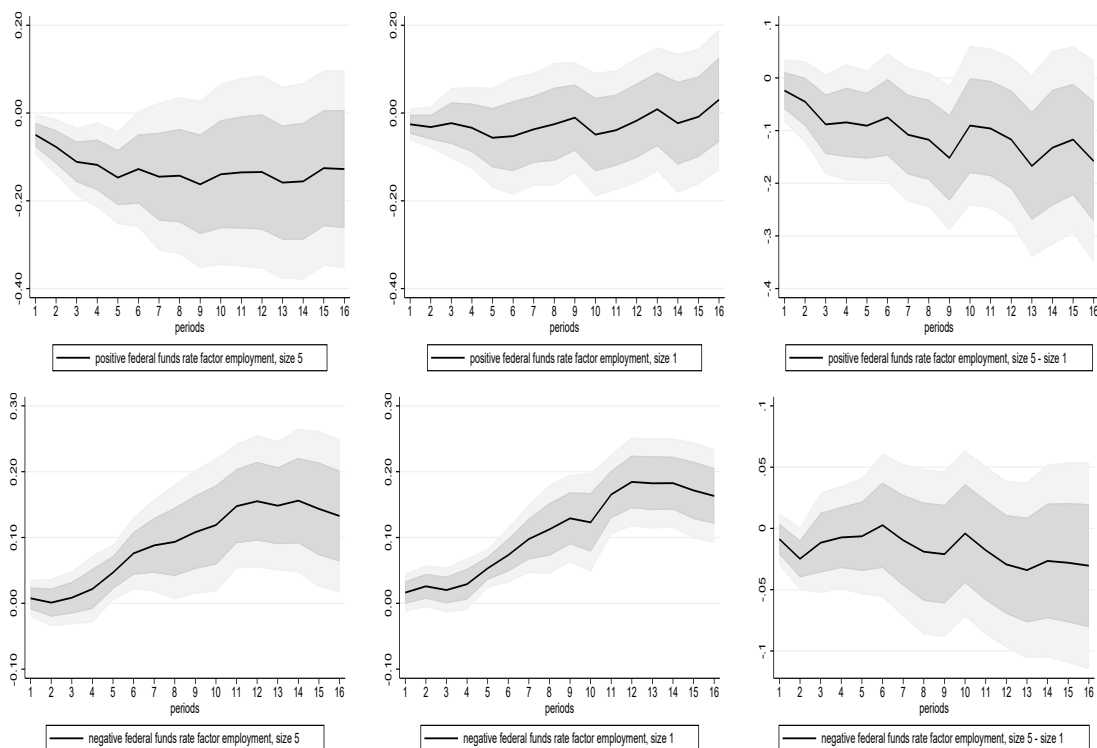 0.20
0.00
-0.20
-0.40
1 2 3 4 5 6 7 8 9 10 11 12 13 14 15 16
periods
positive federal funds rate factor employment, size 5
0.20
0.00
-0.20
-0.40
1 2 3 4 5 6 7 8 9 10 11 12 13 14 15 16
periods
positive federal funds rate factor employment, size 1
.1
0
-.1
-.2
-.3
-.4
1 2 3 4 5 6 7 8 9 10 11 12 13 14 15 16
periods
positive federal funds rate factor employment, size 5 - size 1
0.30
0.20
0.10
0.00
-0.10
1 2 3 4 5 6 7 8 9 10 11 12 13 14 15 16
periods
negative federal funds rate factor employment, size 5
0.30
0.20
0.10
0.00
-0.10
1 2 3 4 5 6 7 8 9 10 11 12 13 14 15 16
periods
negative federal funds rate factor employment, size 1
.1
.05
0
-.05
-.1
1 2 3 4 5 6 7 8 9 10 11 12 13 14 15 16
periods
negative federal funds rate factor employment, size 5 - size 1